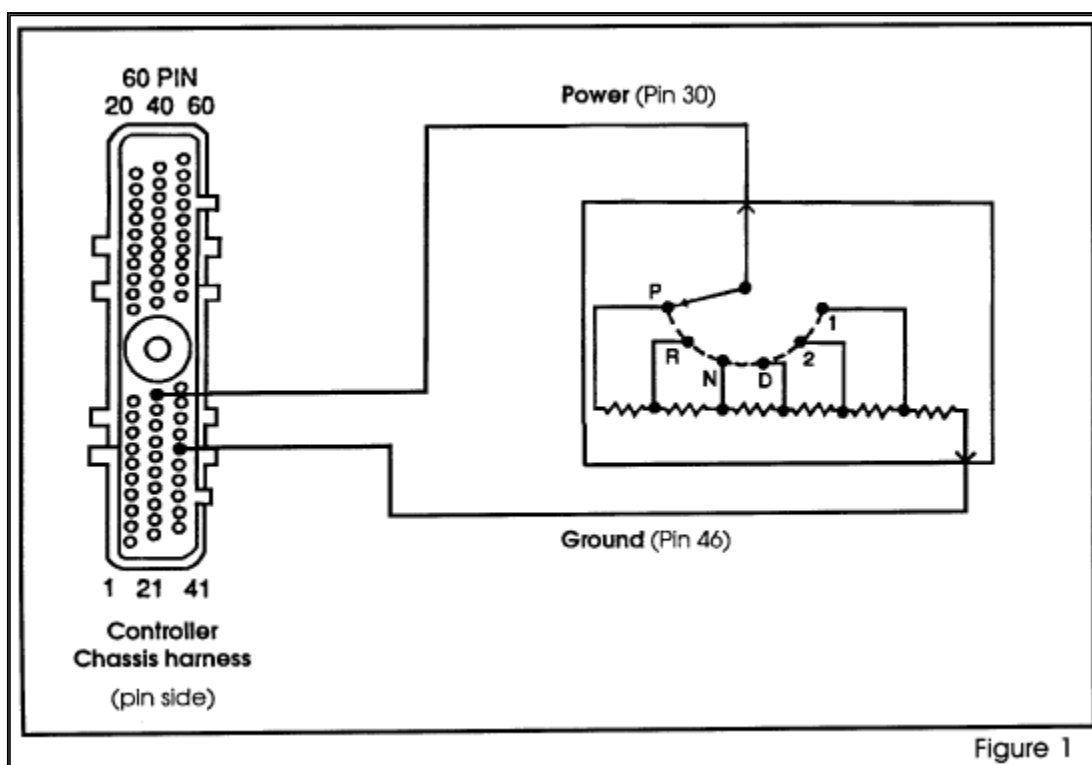 60 PIN
20 40 60
Power (Pin 30)
P
R
N
D
2
1
Ground (Pin 46)
1 21 41
Controller
Chassis harness
(pin side)
Figure 1